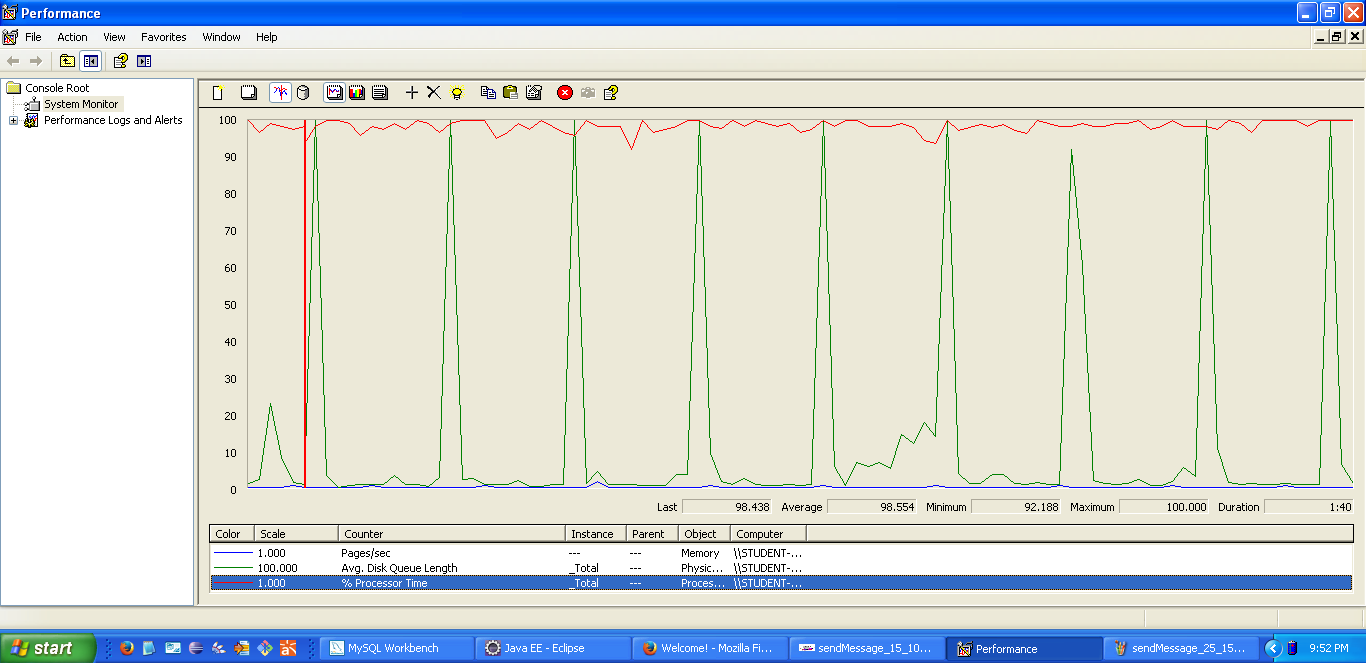 Performance
File Action View Favorites Window Help
Console Root
System Monitor
Performance Logs and Alerts
100
90
80
70
60
50
40
30
20
10
0
Last 98.438 Average 98.554 Minimum 92.188 Maximum 100.000 Duration 1:40
Color Scale Counter Instance Parent Object Computer
1.000 Pages/sec --- --- Memory \\STUDENT-...
100.000 Avg. Disk Queue Length _Total --- Physic... \\STUDENT-...
1.000 % Processor Time _Total --- Proces... \\STUDENT-...
start MySQL Workbench Java EE - Eclipse Welcome! - Mozilla Fi... sendMessage_15_10... Performance sendMessage_25_15... 9:52 PM